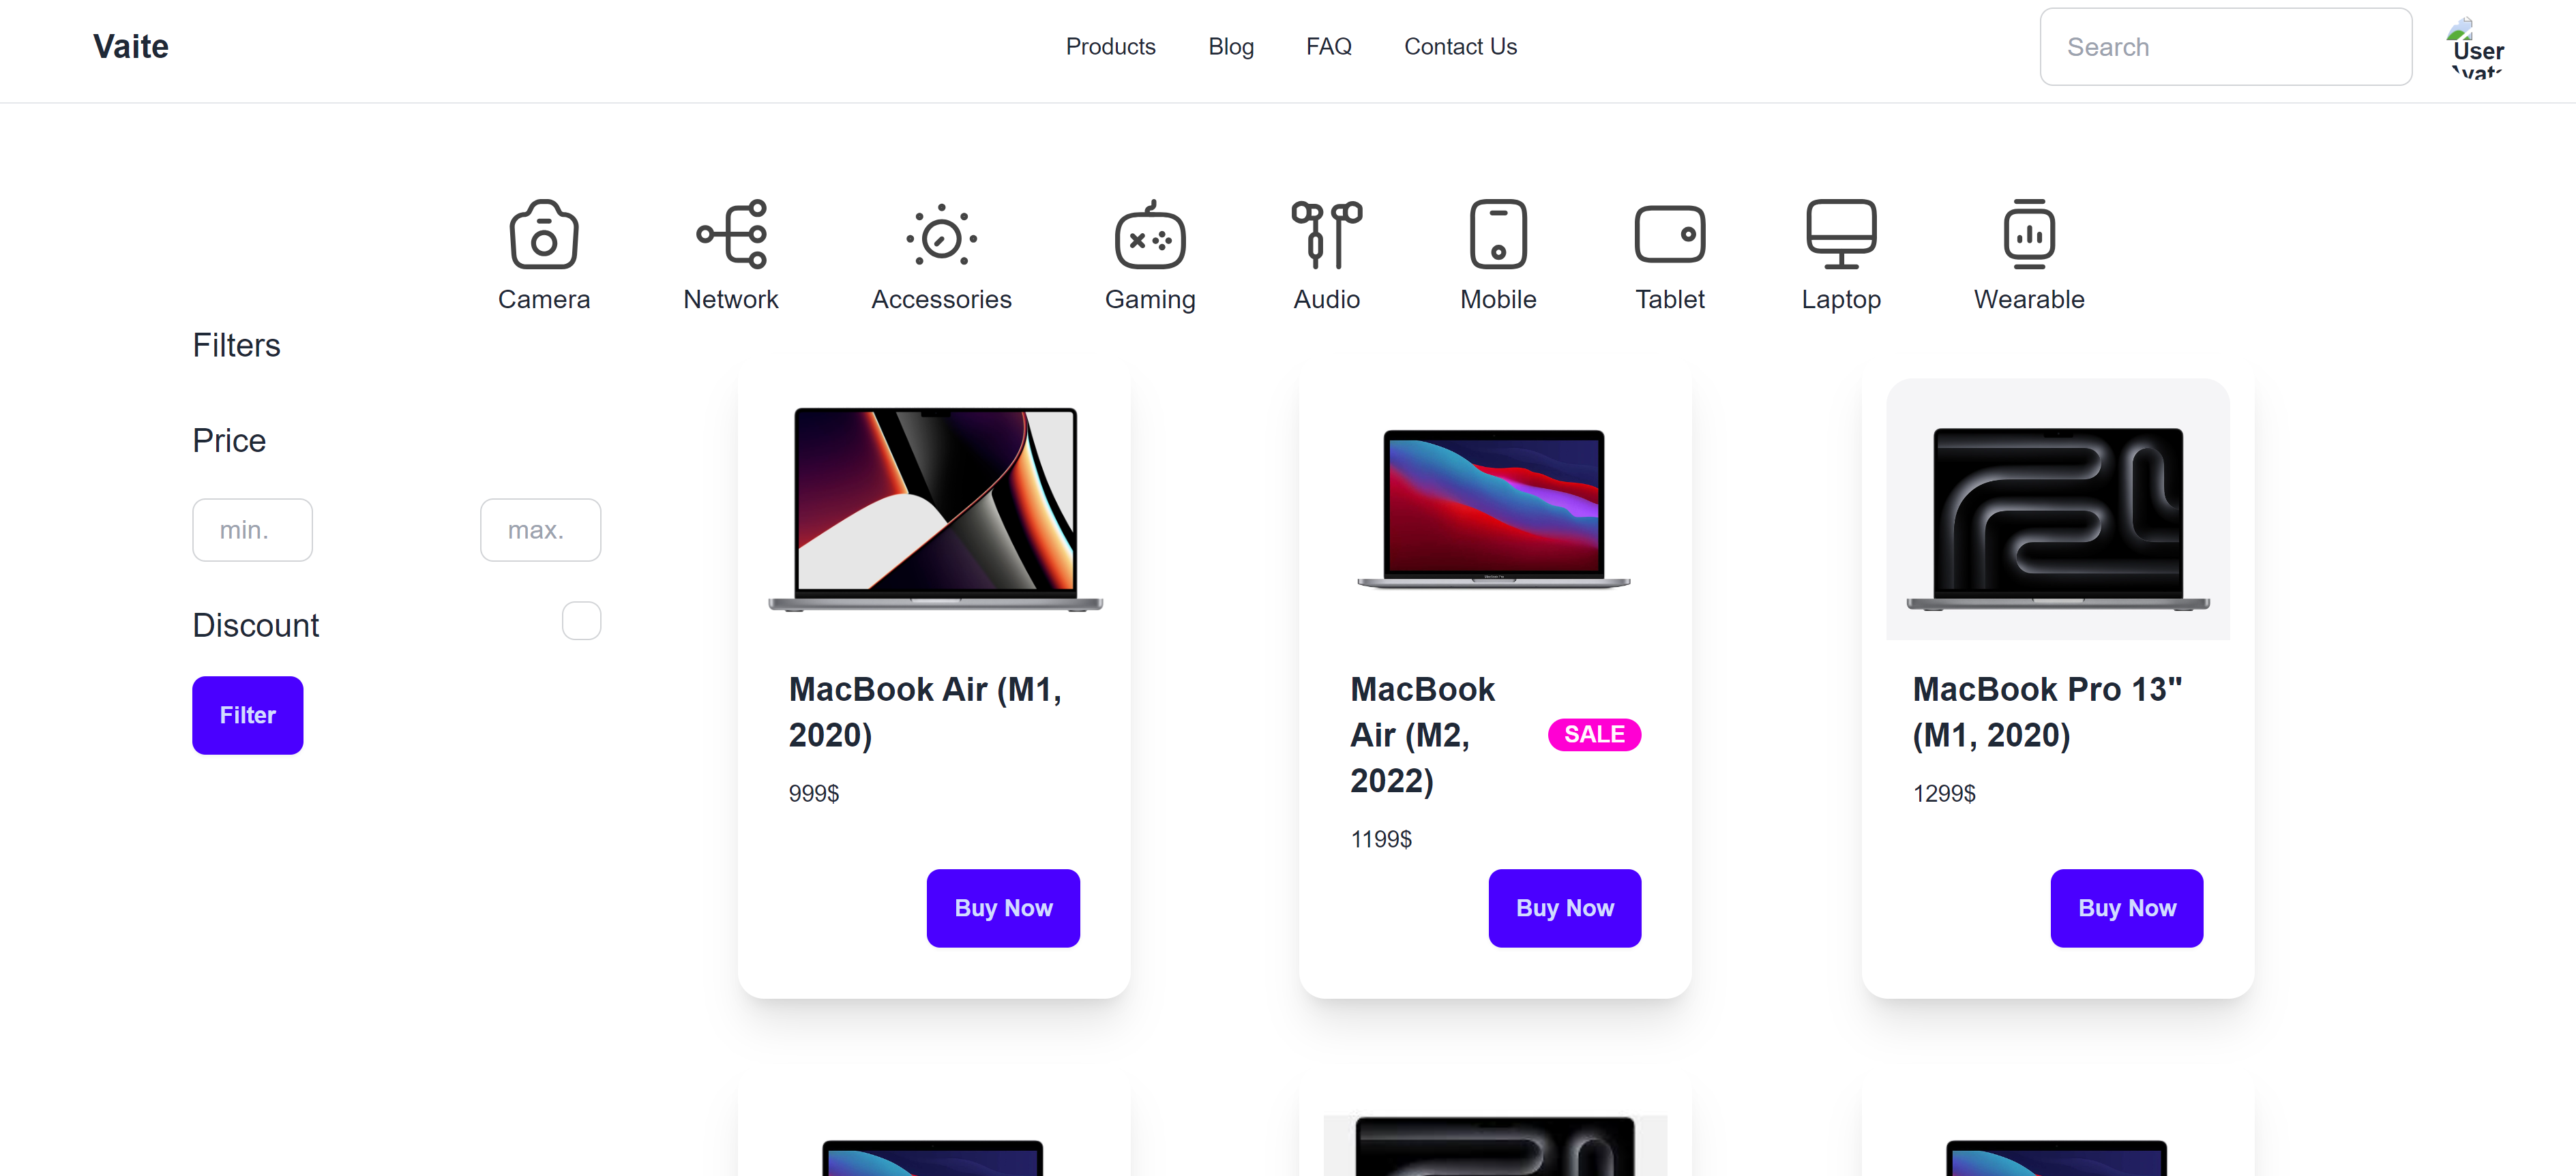 Vaite
Products
Blog
FAQ
Contact Us
Search
User
Camera
Network
Accessories
Gaming
Audio
Mobile
Tablet
Laptop
Wearable
Filters
Price
min.
max.
Discount
Filter
MacBook Air (M1,
2020)
999$
Buy Now
MacBook
Air (M2,
2022)
SALE
1199$
Buy Now
MacBook Pro 13"
(M1, 2020)
1299$
Buy Now